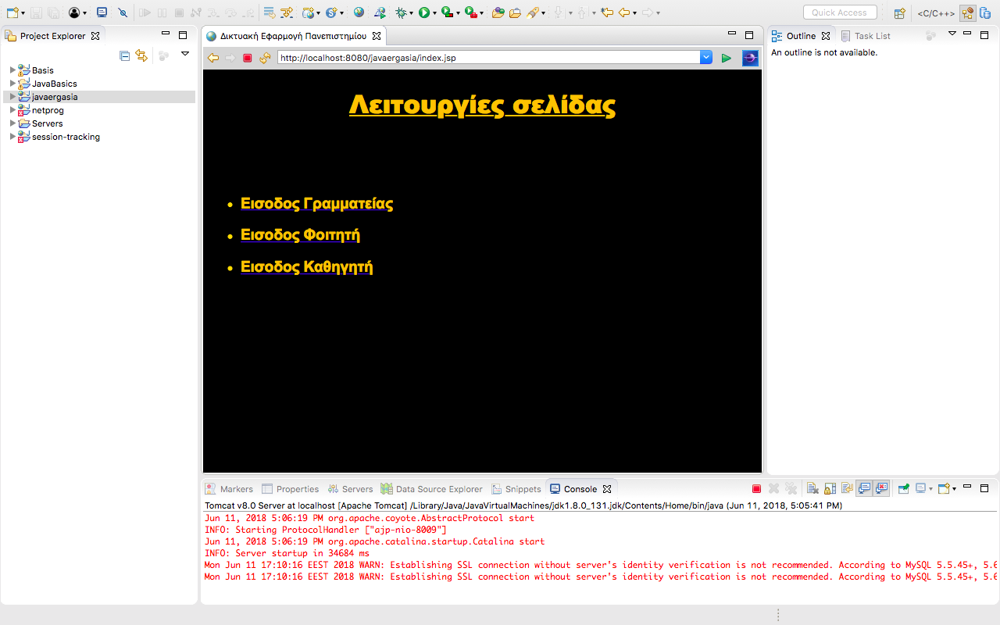 Quick Access
<C/C++>
Project Explorer
Δικτυακή Εφαρμογή Πανεπιστημίου
Outline
Task List
http://localhost:8080/javaergasia/index.jsp
An outline is not available.
Basis
JavaBasics
javaergasia
netprog
Servers
session-tracking
Λειτουργίες σελίδας
• Εισοδος Γραμματείας
• Εισοδος Φοιτητή
• Εισοδος Καθηγητή
Markers
Properties
Servers
Data Source Explorer
Snippets
Console
Tomcat v8.0 Server at localhost [Apache Tomcat] /Library/Java/JavaVirtualMachines/jdk1.8.0_131.jdk/Contents/Home/bin/java (Jun 11, 2018, 5:05:41 PM)
Jun 11, 2018 5:06:19 PM org.apache.coyote.AbstractProtocol start
INFO: Starting ProtocolHandler ["ajp-nio-8009"]
Jun 11, 2018 5:06:19 PM org.apache.catalina.startup.Catalina start
INFO: Server startup in 34684 ms
Mon Jun 11 17:10:16 EEST 2018 WARN: Establishing SSL connection without server's identity verification is not recommended. According to MySQL 5.5.45+, 5.6
Mon Jun 11 17:10:16 EEST 2018 WARN: Establishing SSL connection without server's identity verification is not recommended. According to MySQL 5.5.45+, 5.6